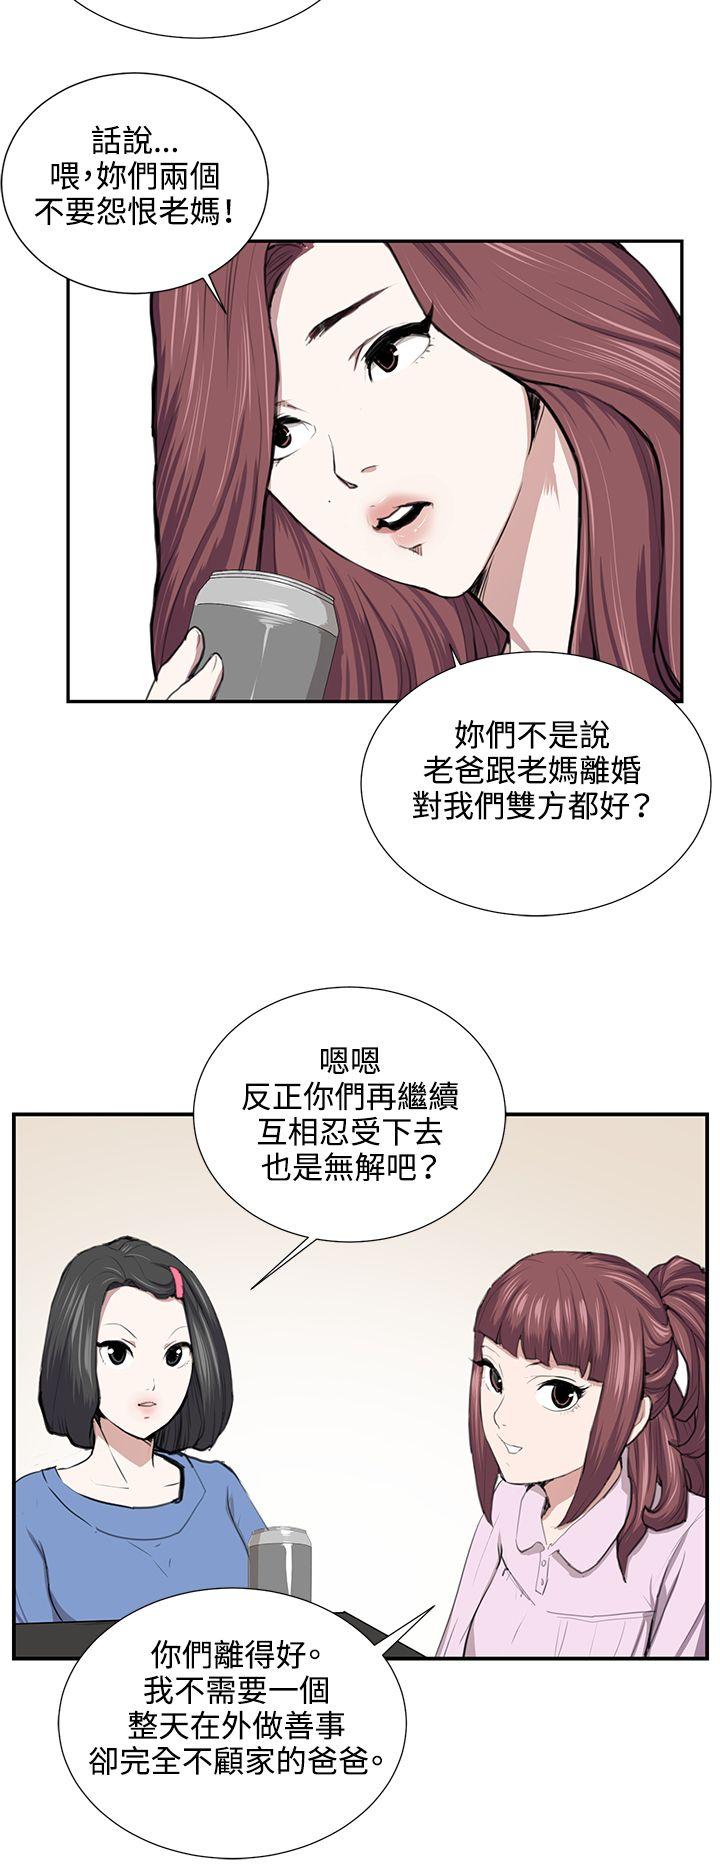 話說...
喂,妳們兩個
不要怨恨老媽!
妳們不是說
老爸跟老媽離婚
對我們雙方都好?
嗯嗯
反正你們再繼續
互相忍受下去
也是無解吧?
你們離得好。
我不需要一個
整天在外做善事
卻完全不顧家的爸爸。